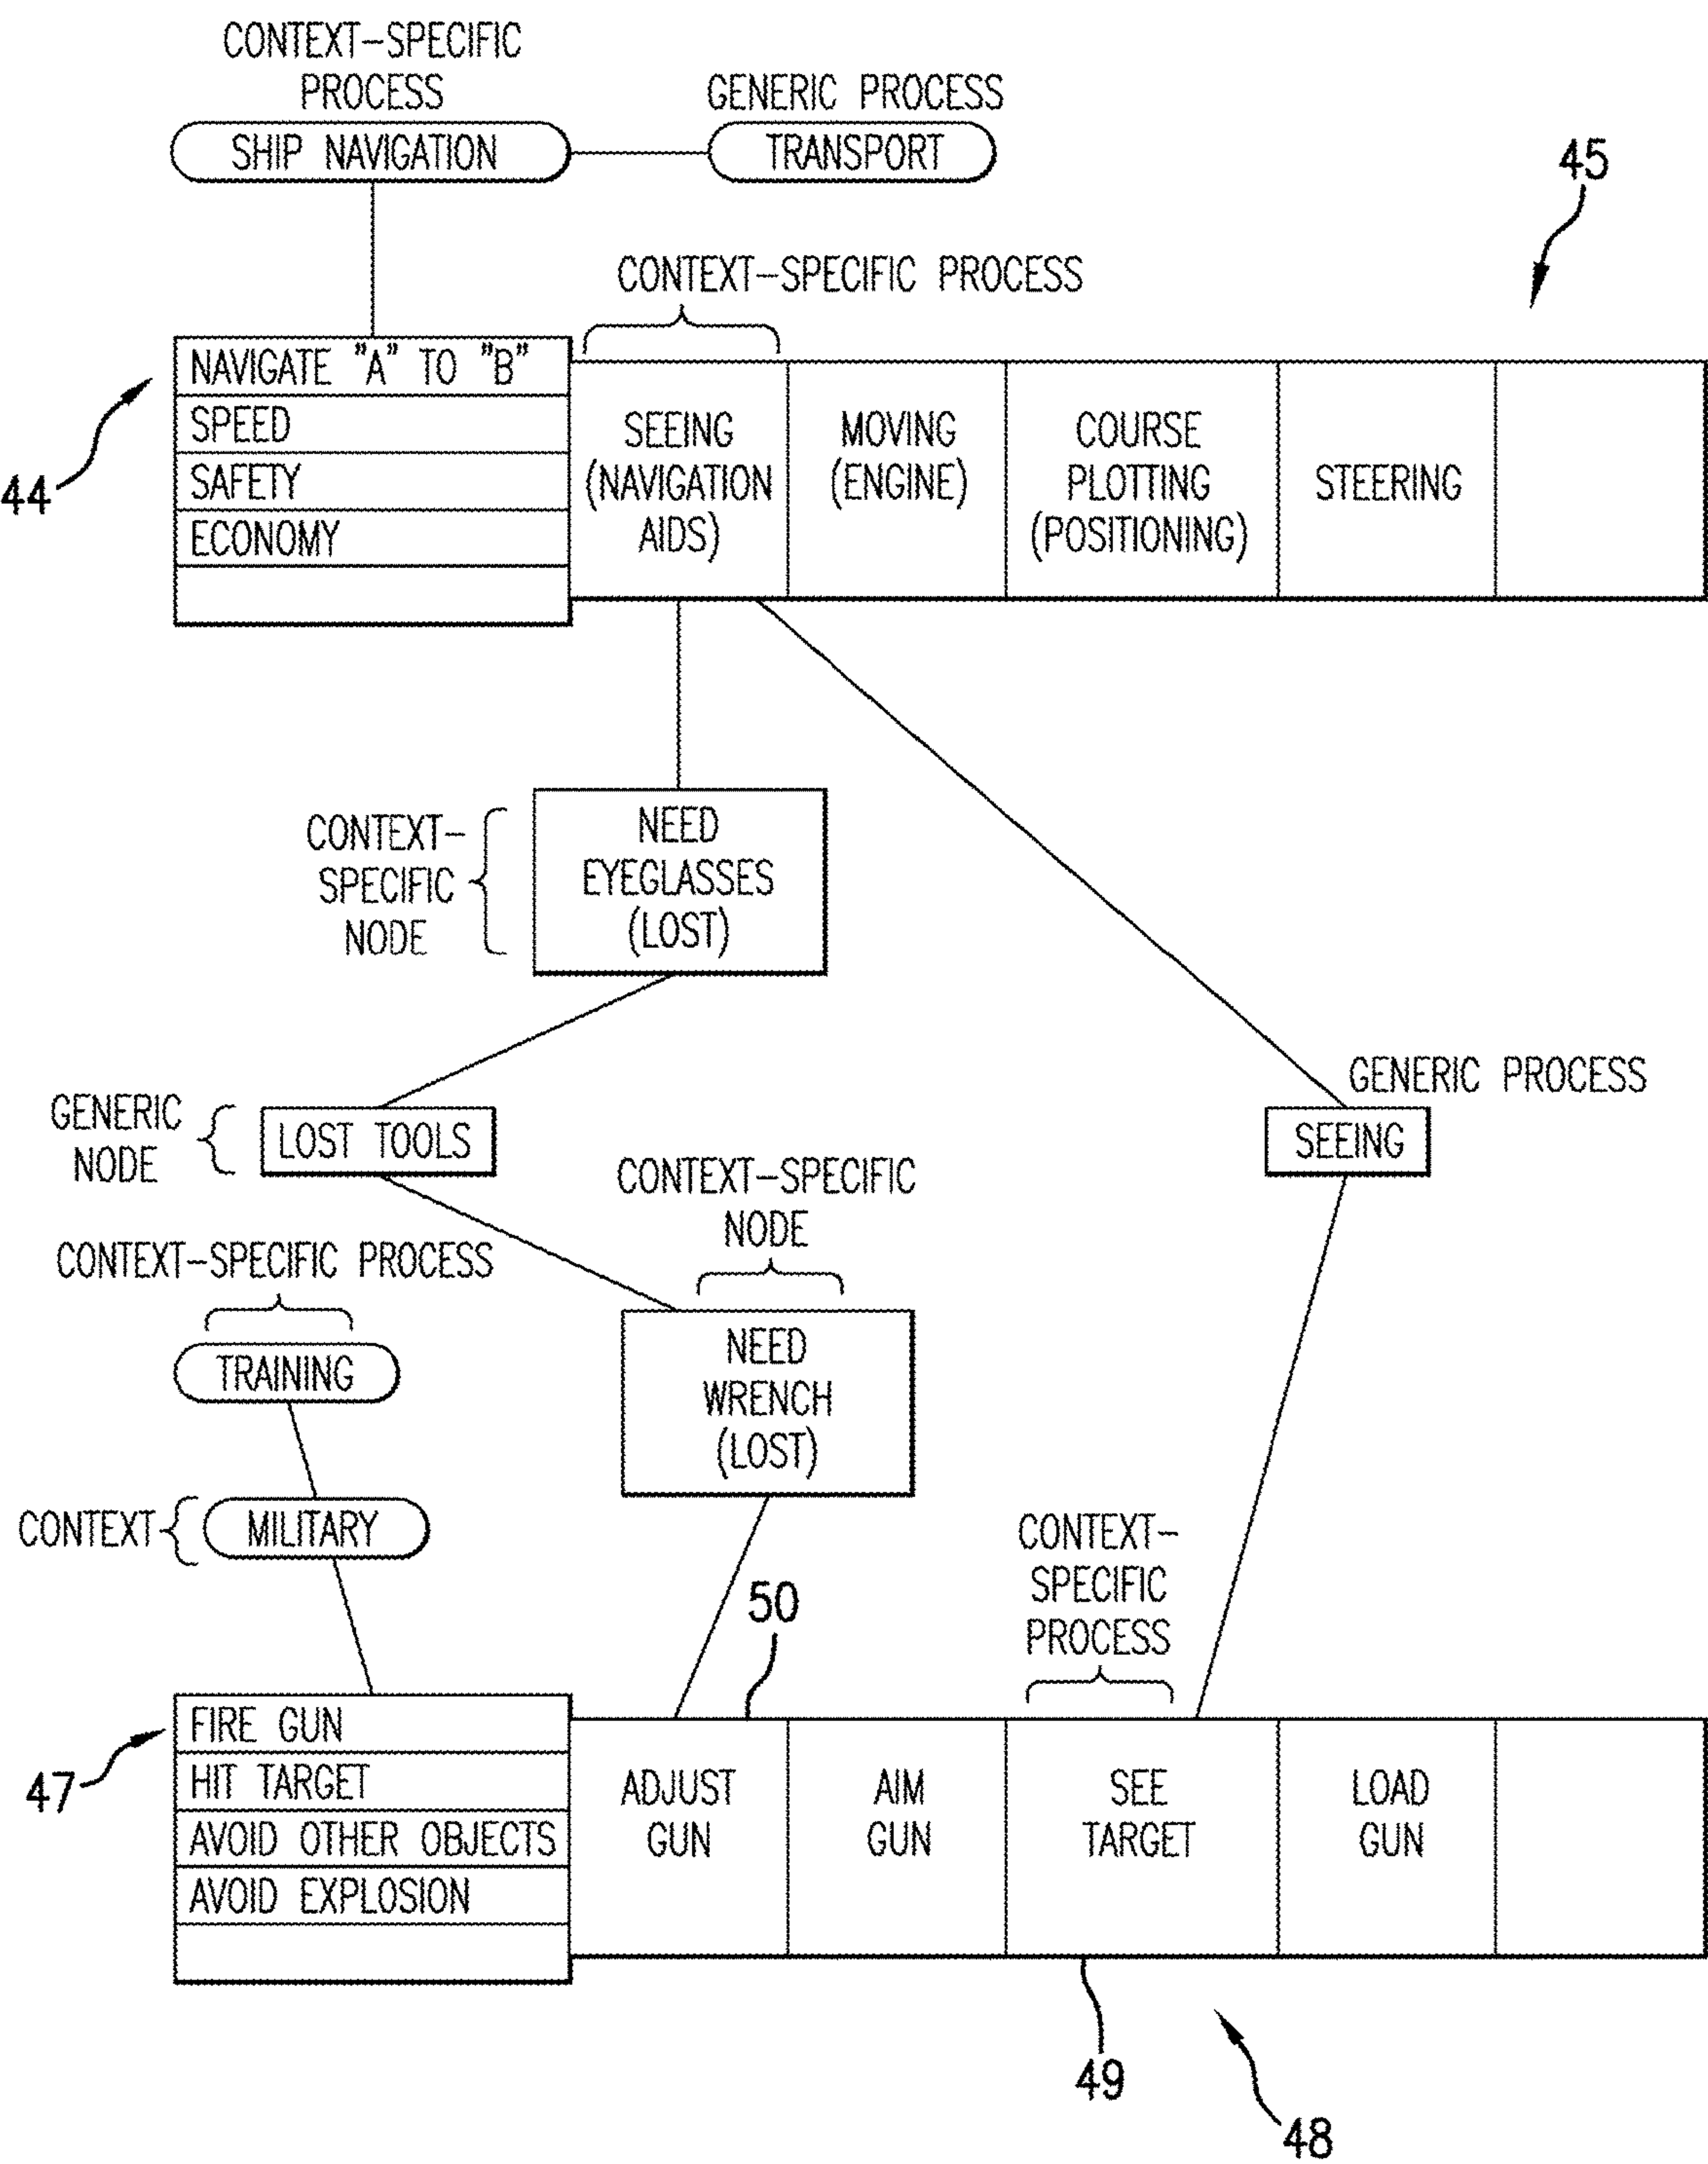 CONTEXT-SPECIFIC
PROCESS
GENERIC PROCESS
SHIP NAVIGATION
TRANSPORT
45
CONTEXT-SPECIFIC PROCESS
44
NAVIGATE "A" TO "B"
SPEED
SAFETY
ECONOMY
SEEING
(NAVIGATION
AIDS)
MOVING
(ENGINE)
COURSE
PLOTTING
(POSITIONING)
STEERING
CONTEXT-
SPECIFIC
NODE
NEED
EYEGLASSES
(LOST)
GENERIC
NODE
LOST TOOLS
GENERIC PROCESS
SEEING
CONTEXT-SPECIFIC
NODE
CONTEXT-SPECIFIC PROCESS
TRAINING
NEED
WRENCH
(LOST)
CONTEXT
MILITARY
CONTEXT-
SPECIFIC
PROCESS
50
47
FIRE GUN
HIT TARGET
AVOID OTHER OBJECTS
AVOID EXPLOSION
ADJUST
GUN
AIM
GUN
SEE
TARGET
LOAD
GUN
49
48